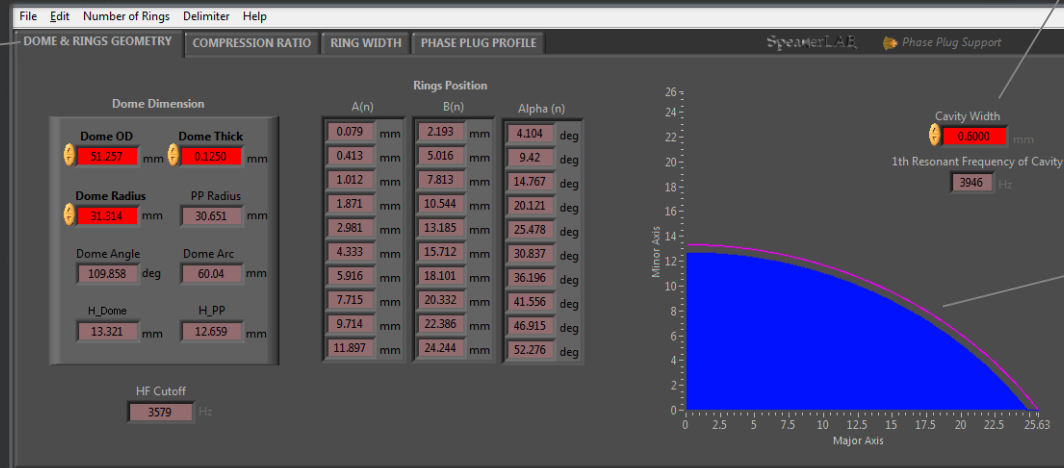 File Edit Number of Rings Delimiter Help
DOME & RINGS GEOMETRY COMPRESSION RATIO RING WIDTH PHASE PLUG PROFILE SpeakerLAB Phase Plug Support
Dome Dimension
Dome OD Dome Thick
51.257 mm 0.1250 mm
Dome Radius PP Radius
31.314 mm 30.651 mm
Dome Angle Dome Arc
109.858 deg 60.04 mm
H_Dome H_PP
13.321 mm 12.659 mm
HF Cutoff
3579 Hz
Rings Position
A(n) B(n) Alpha (n)
0.079 mm 2.193 mm 4.104 deg
0.413 mm 5.016 mm 9.42 deg
1.012 mm 7.813 mm 14.767 deg
1.871 mm 10.544 mm 20.121 deg
2.981 mm 13.185 mm 25.478 deg
4.333 mm 15.712 mm 30.837 deg
5.916 mm 18.101 mm 36.196 deg
7.715 mm 20.332 mm 41.556 deg
9.714 mm 22.386 mm 46.915 deg
11.897 mm 24.244 mm 52.276 deg
Cavity Width
0.6000 mm
1th Resonant Frequency of Cavity
3946 Hz
Minor Axis
26
24
22
20
18
16
14
12
10
8
6
4
2
0
0 2.5 5 7.5 10 12.5 15 17.5 20 22.5 25.63
Major Axis